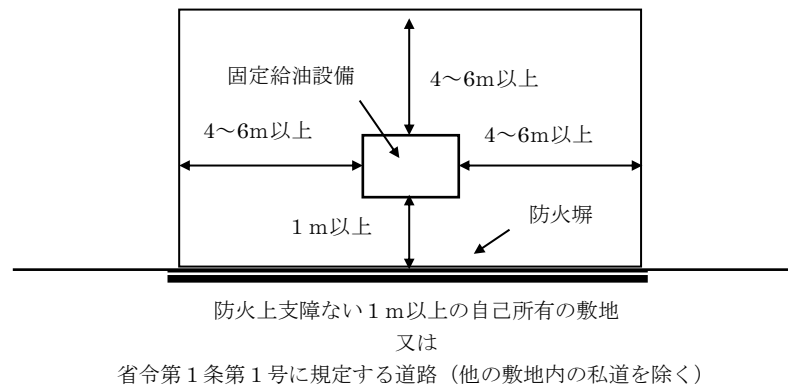 固定給油設備
4~6m以上
4~6m以上
4~6m以上
1m以上
防火塀
防火上支障ない1m以上の自己所有の敷地
又は
省令第1条第1号に規定する道路(他の敷地内の私道を除く)